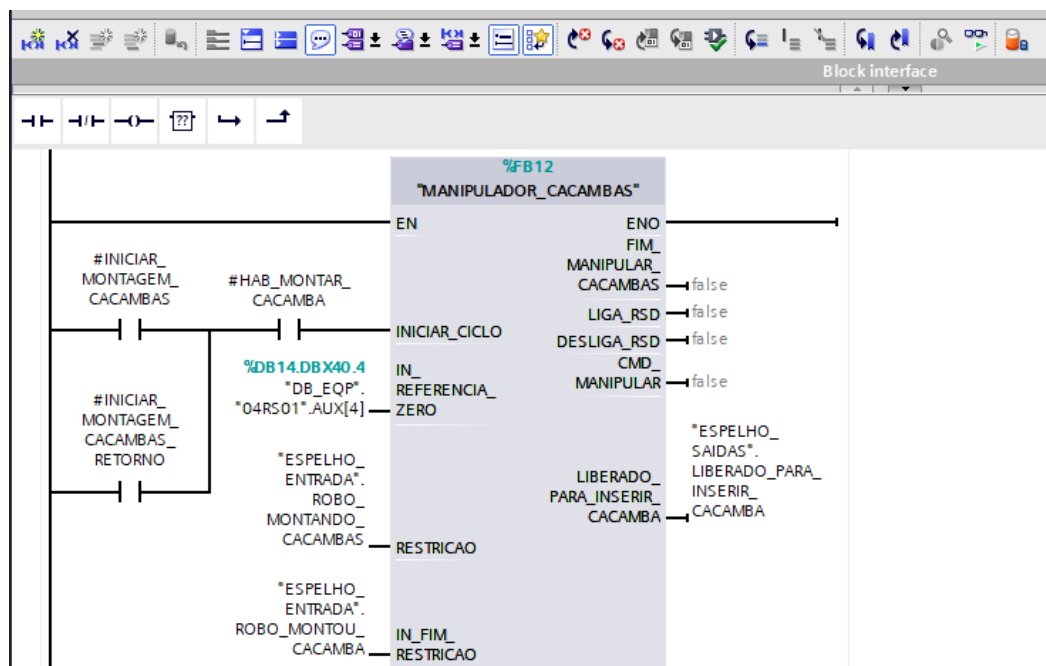 Block interface
??
%FB12
"MANIPULADOR_CACAMBAS"
EN
ENO
#INICIAR_
MONTAGEM_
CACAMBAS
#HAB_MONTAR_
CACAMBA
INICIAR_CICLO
#INICIAR_
MONTAGEM_
CACAMBAS_
RETORNO
%DB14.DBX40.4
"DB_EQP".
"04RS01".AUX[4]
IN_
REFERENCIA_
ZERO
"ESPELHO_
ENTRADA".
ROBO_
MONTANDO_
CACAMBAS
RESTRICAO
"ESPELHO_
ENTRADA".
ROBO_MONTOU_
CACAMBA
IN_FIM_
RESTRICAO
FIM_
MANIPULAR_
CACAMBAS
false
LIGA_RSD
false
DESLIGA_RSD
false
CMD_
MANIPULAR
false
LIBERADO_
PARA_INSERIR_
CACAMBA
"ESPELHO_
SAIDAS".
LIBERADO_PARA_
INSERIR_
CACAMBA